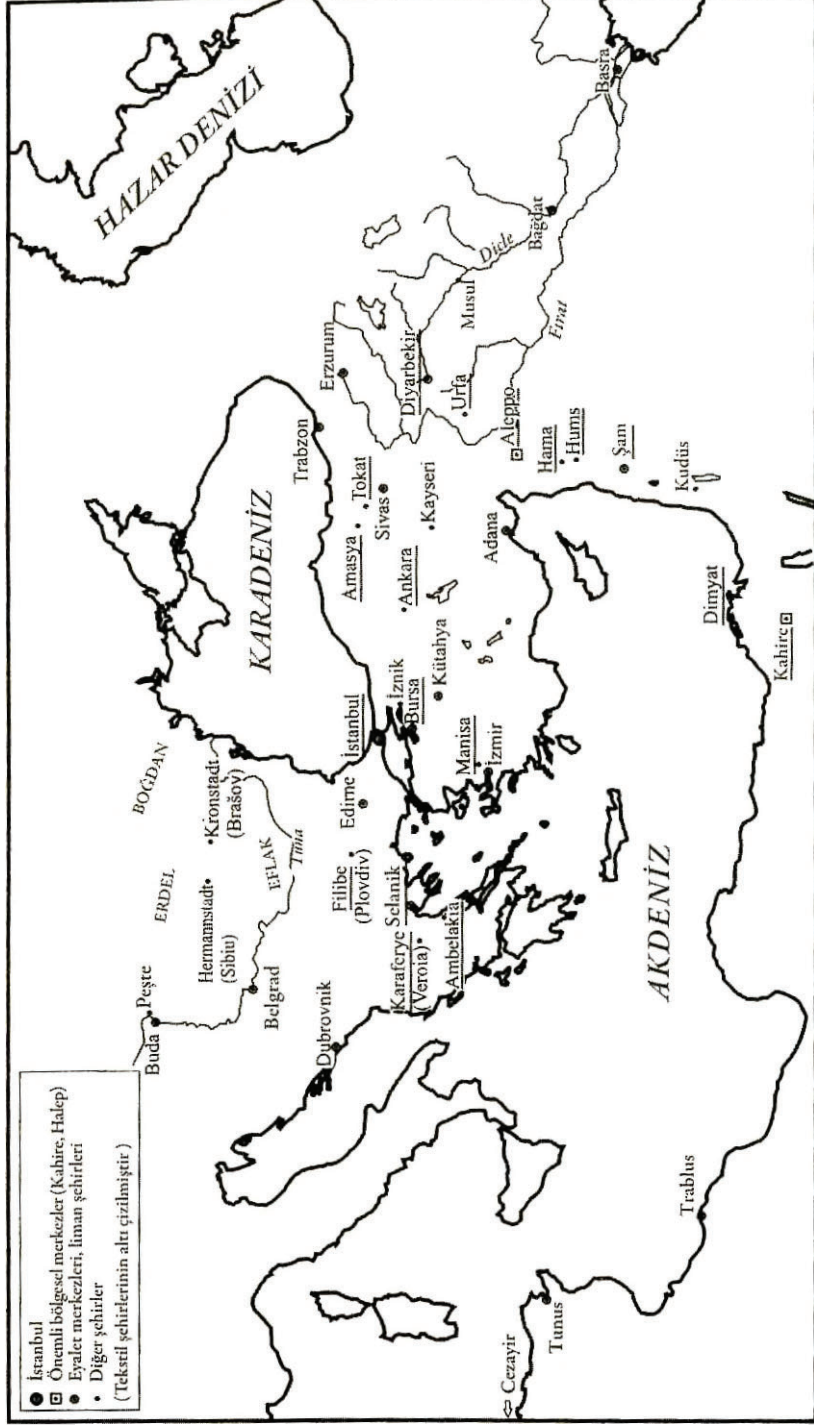 İstanbul
Önemli bölgesel merkezler (Kahire, Halep)
Eyalet merkezleri, liman şehirleri
Diğer şehirler
(Tekstil şehirlerinin altı çizilmiştir )
HAZAR DENİZİ
KARADENİZ
AKDENİZ
BOĞDAN
ERDEL
EFLAK
Tuna
Buda
Peşte
Hermannstadt
(Sibiu)
Kronstadt
(Braşov)
Belgrad
Dubrovnik
Filibe
(Plovdiv)
Edirne
İstanbul
Karaferye
(Veroia)
Selanik
Ambelakia
İznik
Bursa
Kütahya
Manisa
İzmir
Ankara
Amasya
Tokat
Sivas
Kayseri
Trabzon
Erzurum
Diyarbekir
Urfa
Musul
Dicle
Fırat
Bağdat
Basra
Adana
Aleppo
Hama
Hums
Şam
Kudüs
Dimyat
Kahire
Trablus
Tunus
Cezayir